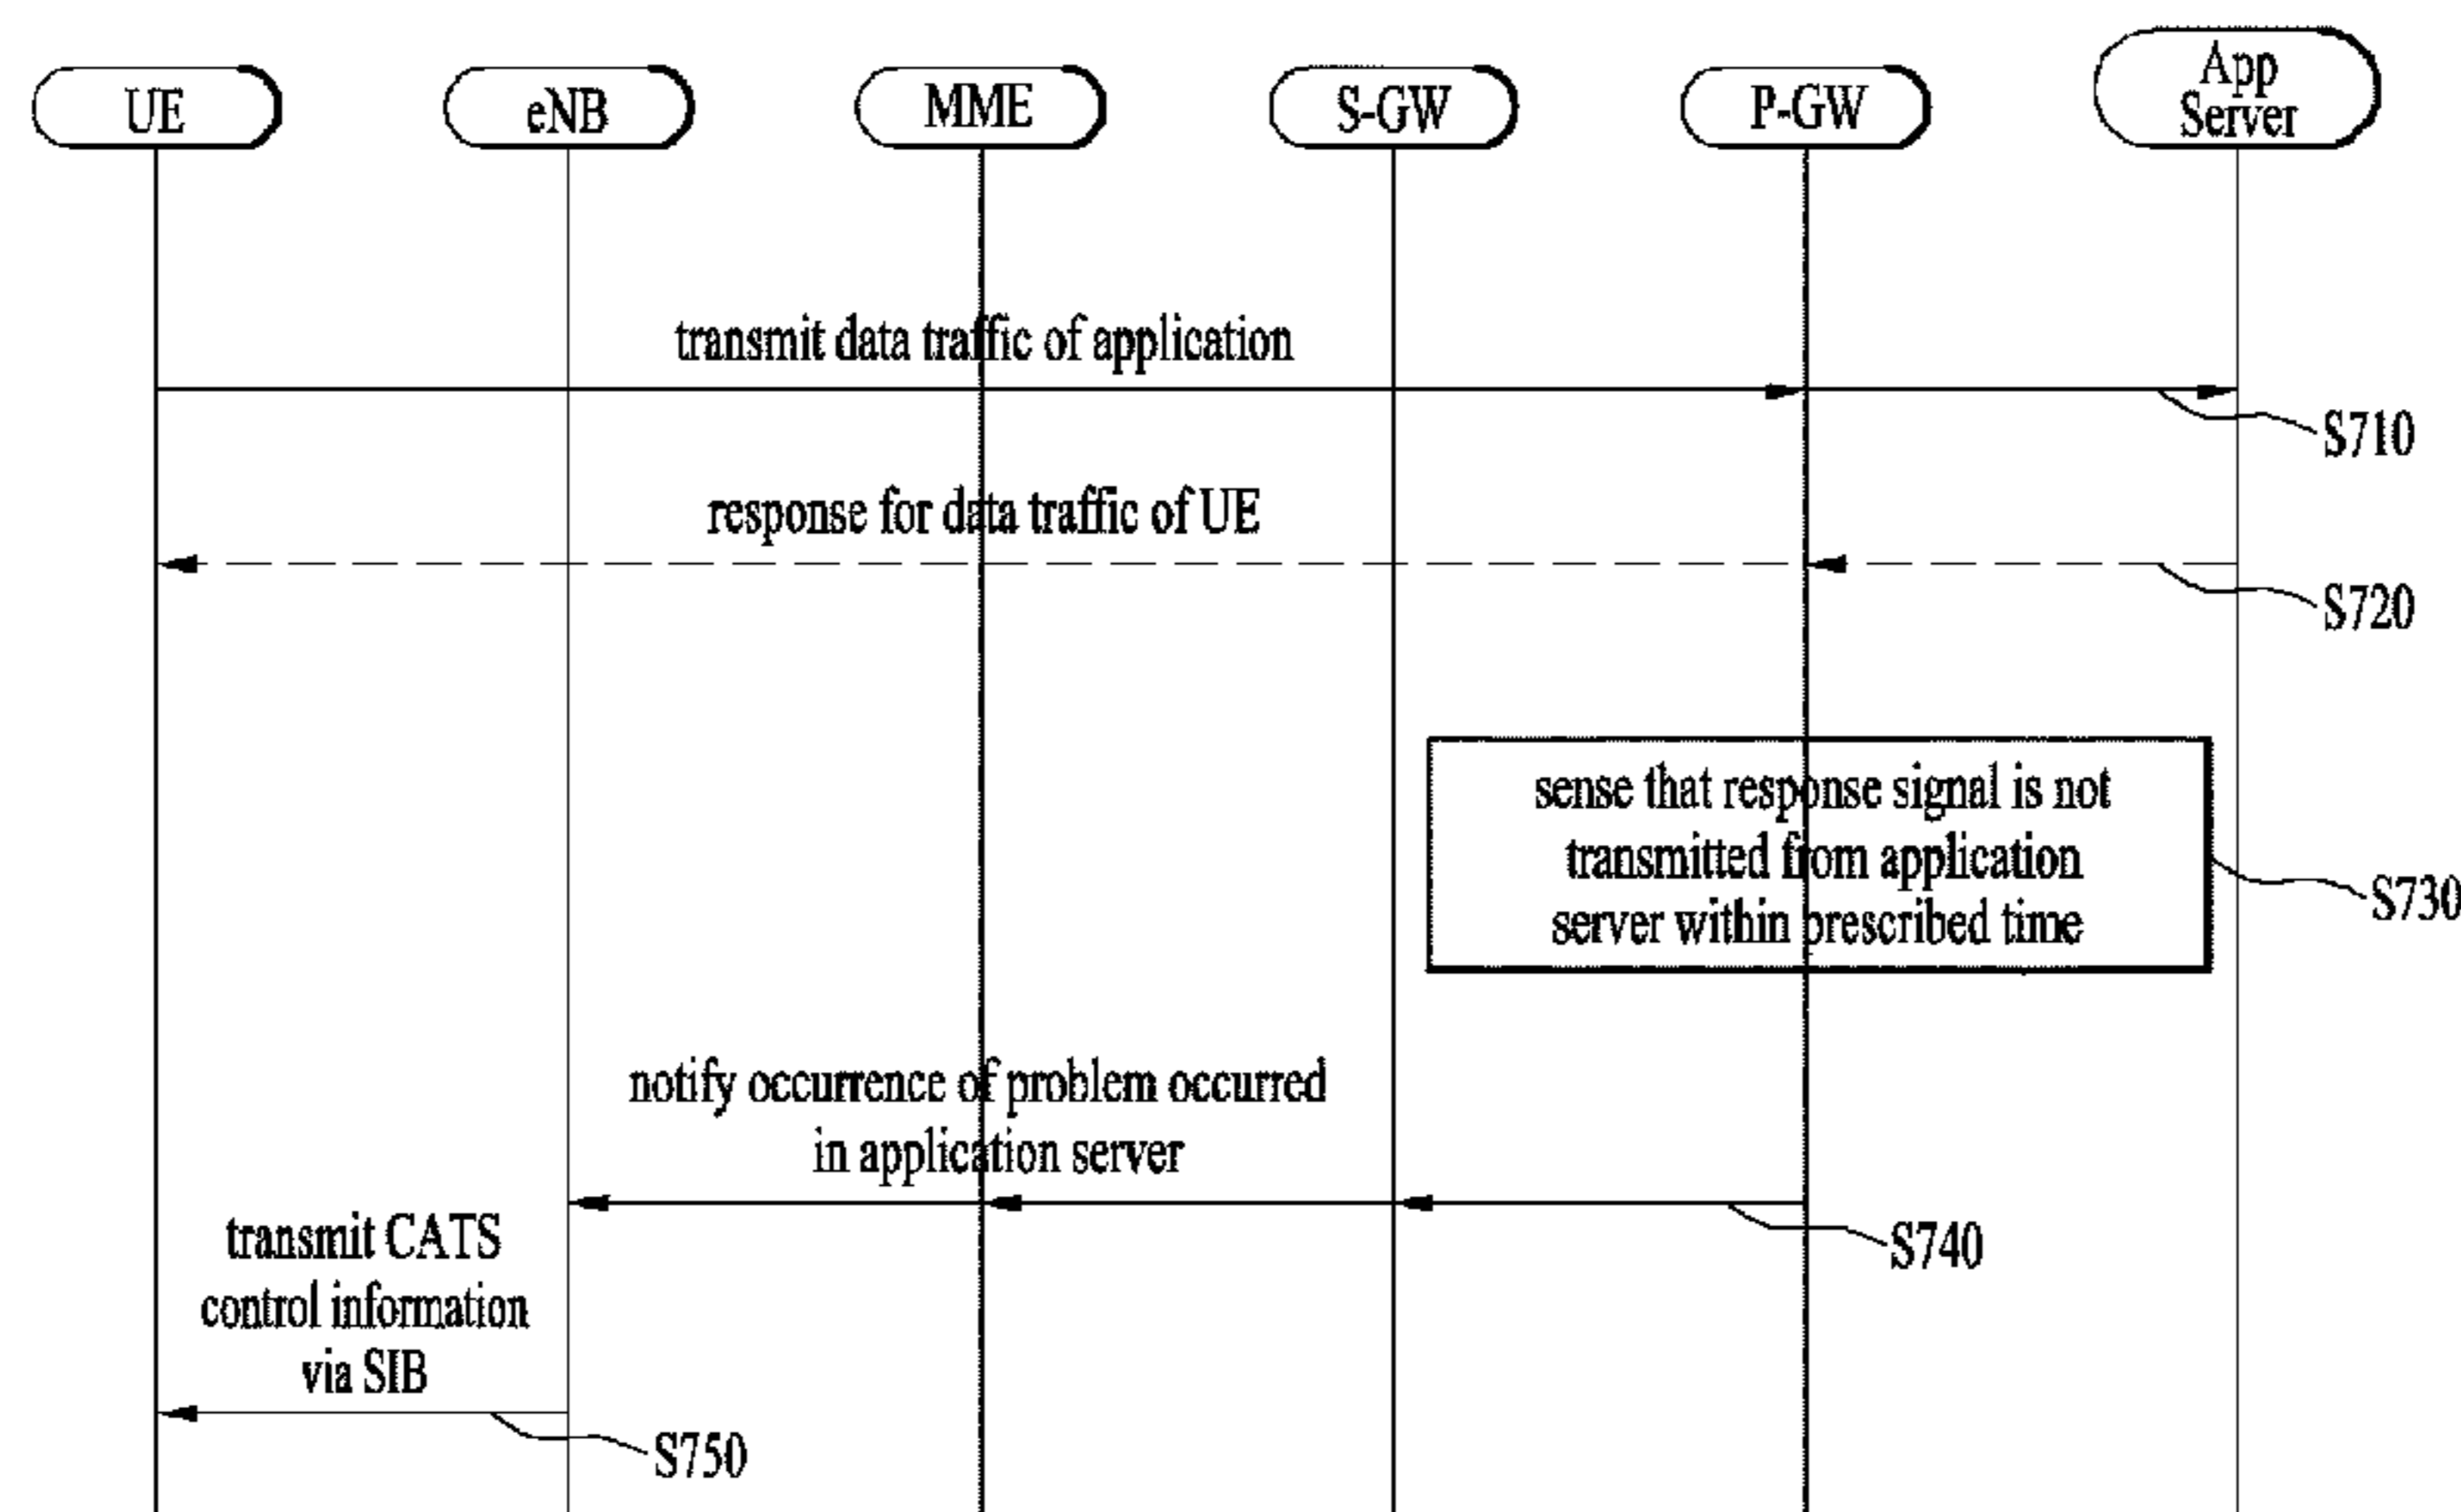 UE
eNB
MME
S-GW
P-GW
App
Server
transmit data traffic of application
S710
response for data traffic of UE
S720
sense that response signal is not
transmitted from application
server within prescribed time
S730
notify occurrence of problem occurred
in application server
S740
transmit CATS
control information
via SIB
S750